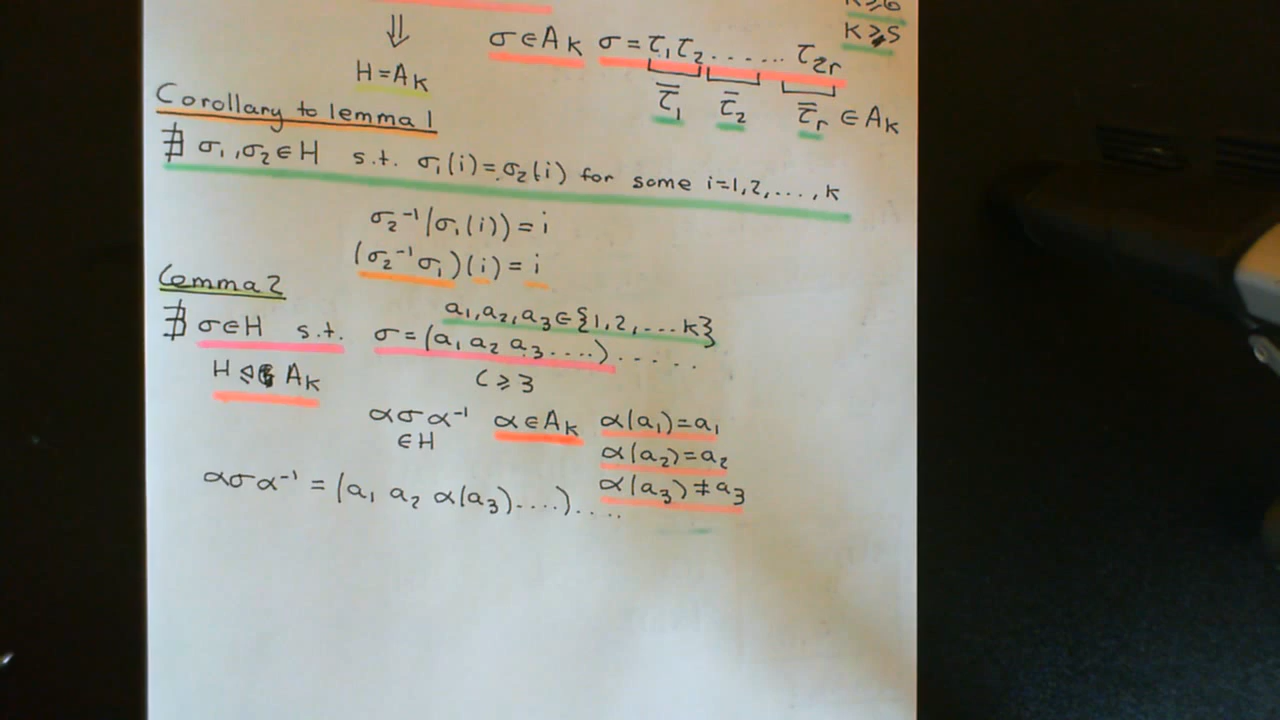 K≥6
K≥5
⇓
σ∈A_K σ=τ₁τ₂...... τ₂ᵣ
H=A_K
τ̄₁ τ̄₂ τ̄ᵣ ∈A_K
Corollary to lemma 1
∄ σ₁,σ₂∈H s.t. σ₁(i)=σ₂(i) for some i=1,2,...,k
σ₂⁻¹(σ₁(i))=i
(σ₂⁻¹σ₁)(i)=i
Lemma 2
a₁,a₂,a₃∈{1,2,...k}
∄ σ∈H s.t. σ=(a₁ a₂ a₃....).....
H ⊲ A_K C≥3
ασα⁻¹ α∈A_K α(a₁)=a₁
∈H
α(a₂)=a₂
α(a₃)≠a₃
ασα⁻¹=(a₁ a₂ α(a₃)....)....